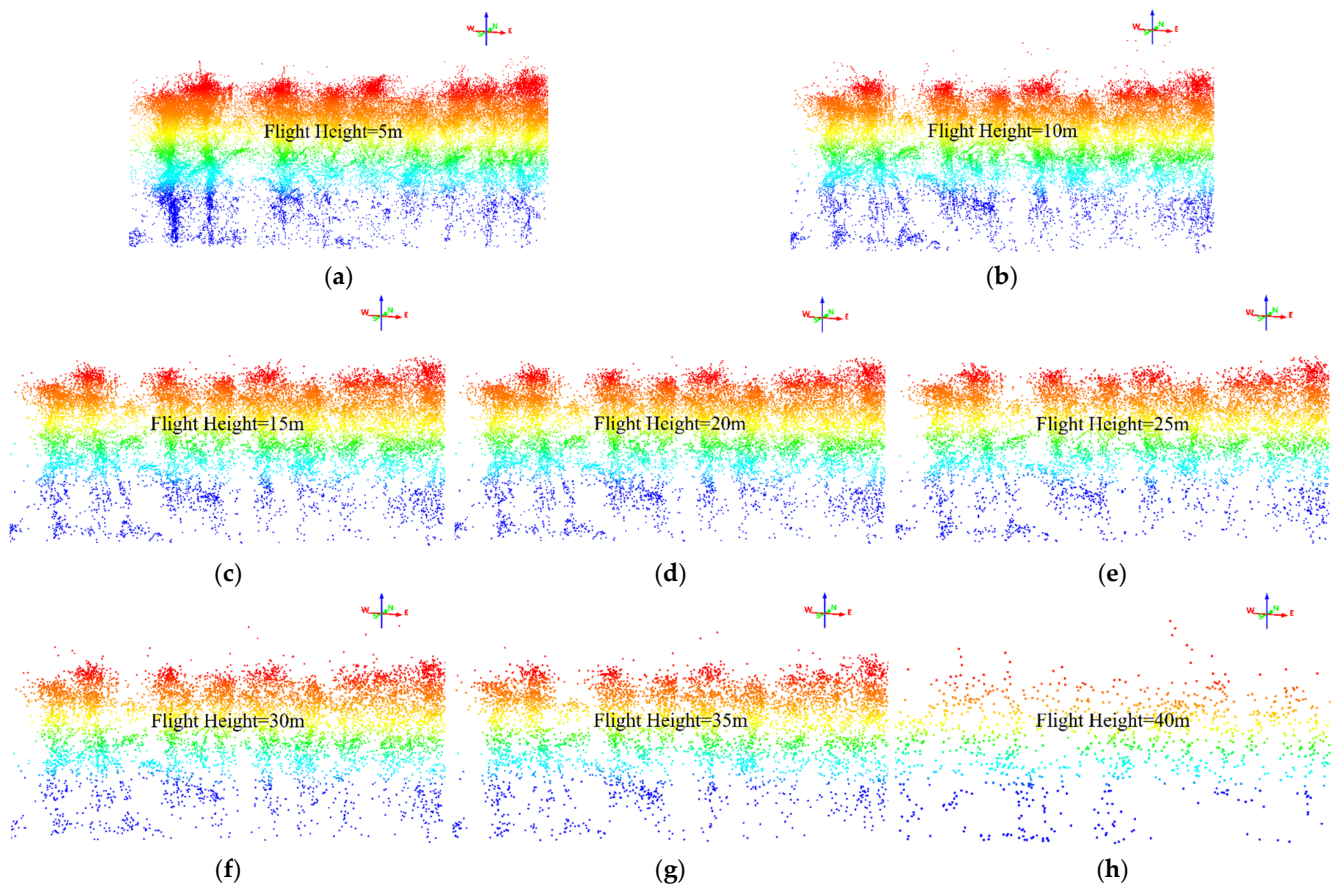 W N E
S
Flight Height=5m
(a)
W N E
S
Flight Height=10m
(b)
W N E
S
Flight Height=15m
(c)
W N E
S
Flight Height=20m
(d)
W N E
S
Flight Height=25m
(e)
W N E
S
Flight Height=30m
(f)
W N E
S
Flight Height=35m
(g)
W N E
S
Flight Height=40m
(h)